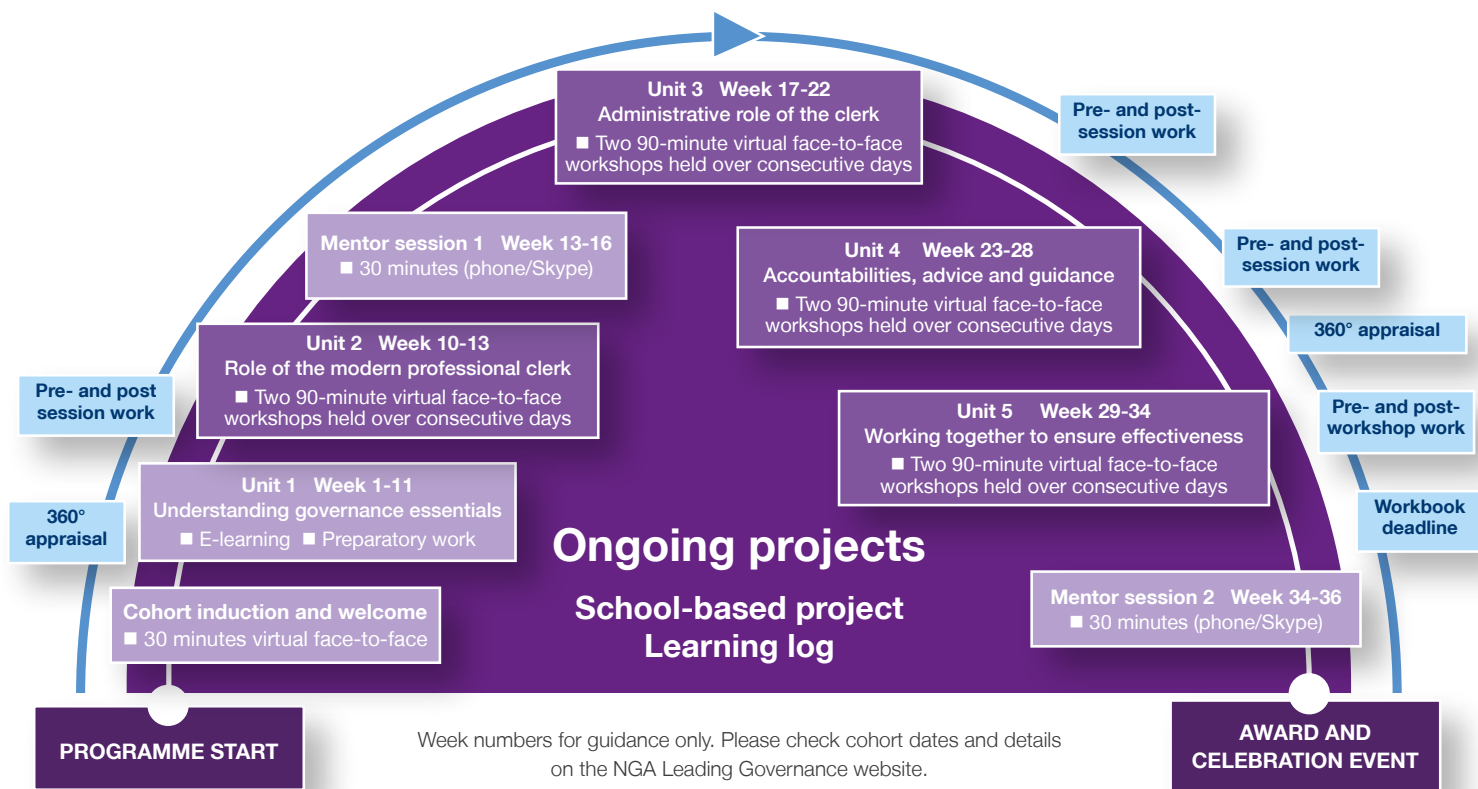 Unit 3 Week 17-22
Administrative role of the clerk
■ Two 90-minute virtual face-to-face
workshops held over consecutive days
Pre- and post-
session work
Mentor session 1 Week 13-16
■ 30 minutes (phone/Skype)
Unit 4 Week 23-28
Accountabilities, advice and guidance
■ Two 90-minute virtual face-to-face
workshops held over consecutive days
Pre- and post-
session work
360° appraisal
Unit 2 Week 10-13
Role of the modern professional clerk
■ Two 90-minute virtual face-to-face
workshops held over consecutive days
Pre- and post
session work
Unit 5 Week 29-34
Working together to ensure effectiveness
■ Two 90-minute virtual face-to-face
workshops held over consecutive days
Pre- and post-
workshop work
Unit 1 Week 1-11
Understanding governance essentials
■ E-learning ■ Preparatory work
360°
appraisal
Workbook
deadline
Ongoing projects
School-based project
Learning log
Cohort induction and welcome
■ 30 minutes virtual face-to-face
Mentor session 2 Week 34-36
■ 30 minutes (phone/Skype)
PROGRAMME START
Week numbers for guidance only. Please check cohort dates and details
on the NGA Leading Governance website.
AWARD AND
CELEBRATION EVENT